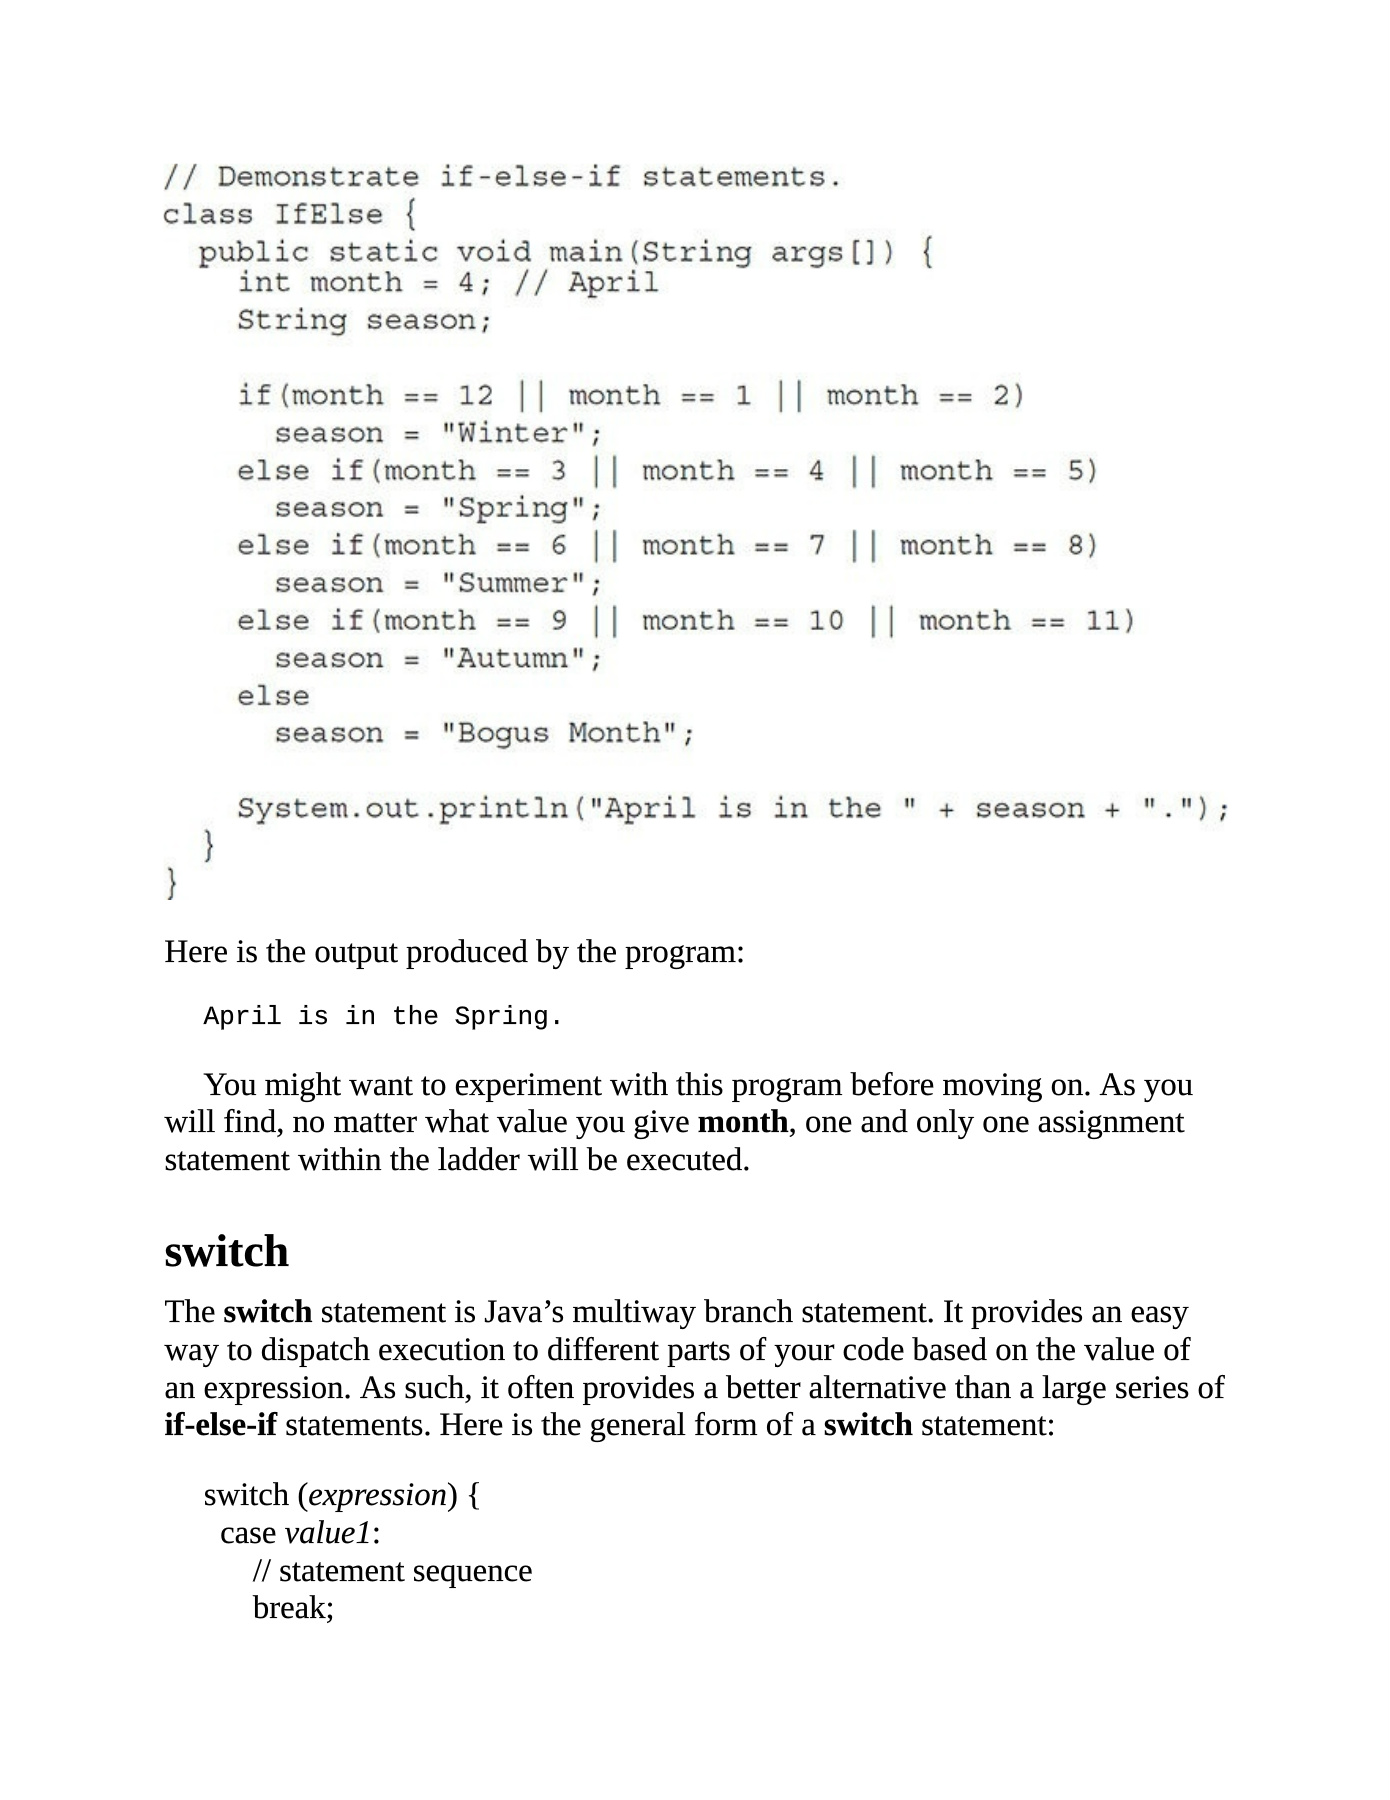 // Demonstrate if-else-if statements.
class IfElse {
  public static void main(String args[]) {
    int month = 4; // April
    String season;

    if(month == 12 || month == 1 || month == 2)
      season = "Winter";
    else if(month == 3 || month == 4 || month == 5)
      season = "Spring";
    else if(month == 6 || month == 7 || month == 8)
      season = "Summer";
    else if(month == 9 || month == 10 || month == 11)
      season = "Autumn";
    else
      season = "Bogus Month";

    System.out.println("April is in the " + season + ".");
  }
}
Here is the output produced by the program:
April is in the Spring.
You might want to experiment with this program before moving on. As you
will find, no matter what value you give month, one and only one assignment
statement within the ladder will be executed.
switch
The switch statement is Java’s multiway branch statement. It provides an easy
way to dispatch execution to different parts of your code based on the value of
an expression. As such, it often provides a better alternative than a large series of
if-else-if statements. Here is the general form of a switch statement:
switch (expression) {
  case value1:
    // statement sequence
    break;